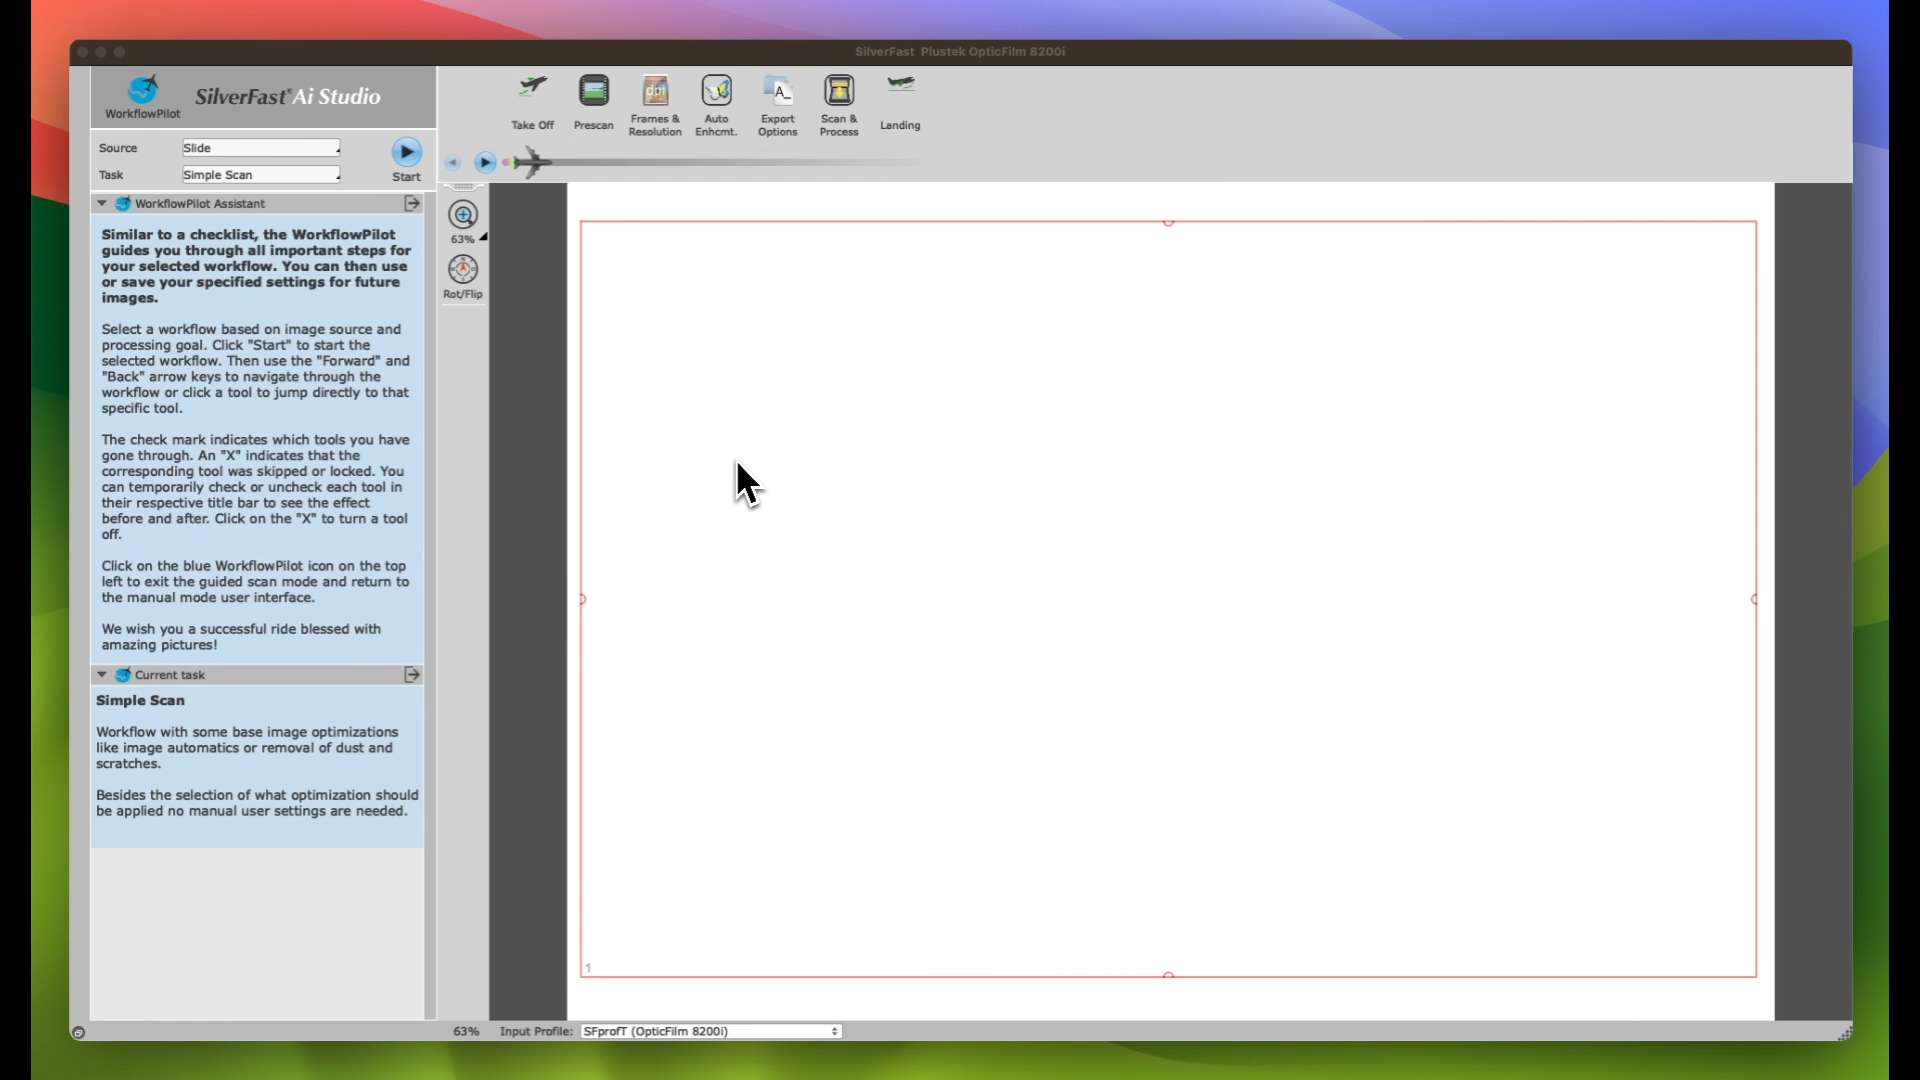 SilverFast Plustek OpticFilm 8200i
WorkflowPilot
SilverFast® Ai Studio
Source
Slide
Task
Simple Scan
Start
Take Off
Prescan
dpi
Frames &
Resolution
Auto
Enhcmt.
A_
Export
Options
Scan &
Process
Landing
WorkflowPilot Assistant
Similar to a checklist, the WorkflowPilot
guides you through all important steps for
your selected workflow. You can then use
or save your specified settings for future
images.
Select a workflow based on image source and
processing goal. Click "Start" to start the
selected workflow. Then use the "Forward" and
"Back" arrow keys to navigate through the
workflow or click a tool to jump directly to that
specific tool.
The check mark indicates which tools you have
gone through. An "X" indicates that the
corresponding tool was skipped or locked. You
can temporarily check or uncheck each tool in
their respective title bar to see the effect
before and after. Click on the "X" to turn a tool
off.
Click on the blue WorkflowPilot icon on the top
left to exit the guided scan mode and return to
the manual mode user interface.
We wish you a successful ride blessed with
amazing pictures!
Current task
Simple Scan
Workflow with some base image optimizations
like image automatics or removal of dust and
scratches.
Besides the selection of what optimization should
be applied no manual user settings are needed.
63%
Rot/Flip
1
63%
Input Profile:
SFprofT (OpticFilm 8200i)